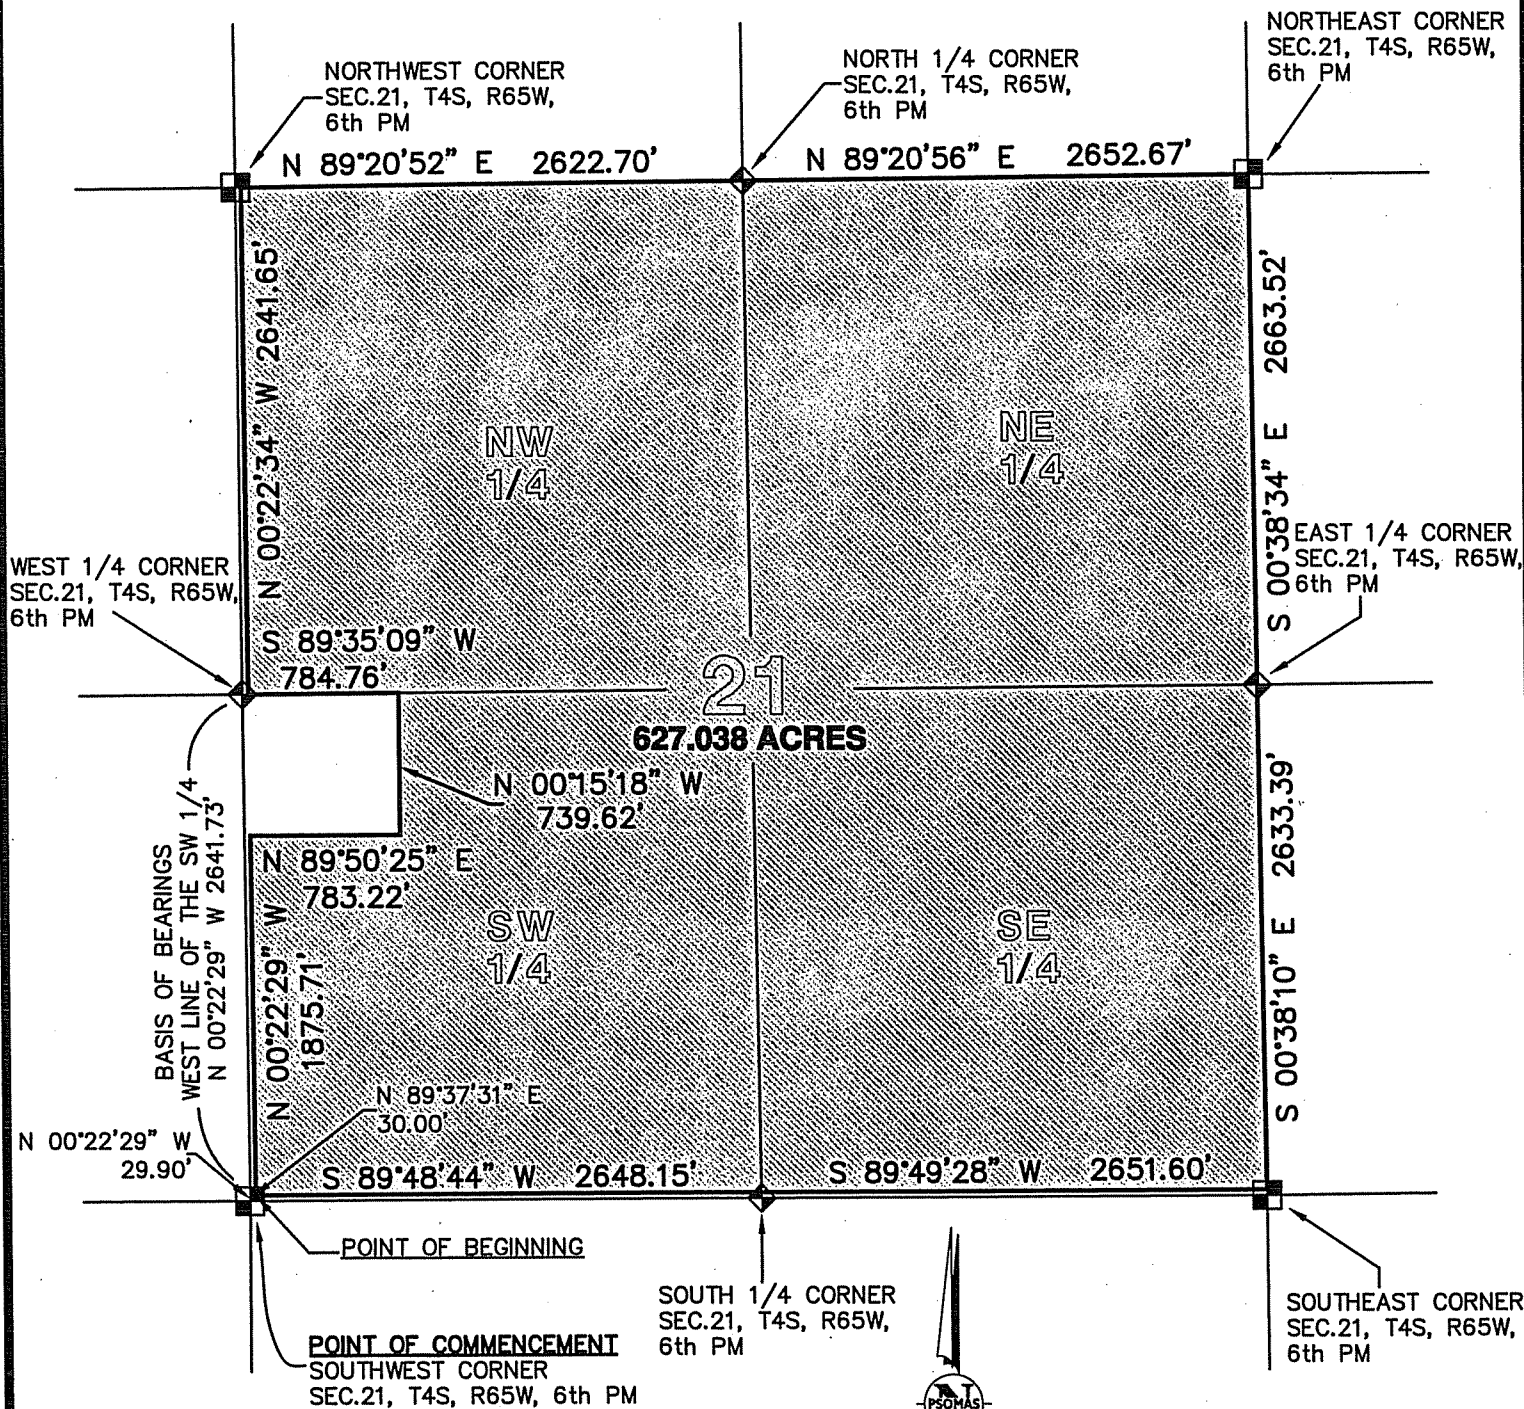 NORTHWEST CORNER
SEC.21, T4S, R65W,
6th PM
NORTH 1/4 CORNER
SEC.21, T4S, R65W,
6th PM
NORTHEAST CORNER
SEC.21, T4S, R65W,
6th PM
N 89°20'52" E 2622.70'
N 89°20'56" E 2652.67'
N 00°22'34" W 2641.65'
S 00°38'34" E 2663.52'
NW
1/4
NE
1/4
WEST 1/4 CORNER
SEC.21, T4S, R65W,
6th PM
EAST 1/4 CORNER
SEC.21, T4S, R65W,
6th PM
S 89°35'09" W
784.76'
21
627.038 ACRES
N 00°15'18" W
739.62'
N 89°50'25" E
783.22'
BASIS OF BEARINGS
WEST LINE OF THE SW 1/4
N 00°22'29" W 2641.73'
N 00°22'29" W
1875.71'
SW
1/4
SE
1/4
S 00°38'10" E 2633.39'
N 89°37'31" E
30.00'
N 00°22'29" W
29.90'
S 89°48'44" W 2648.15'
S 89°49'28" W 2651.60'
POINT OF BEGINNING
POINT OF COMMENCEMENT
SOUTHWEST CORNER
SEC.21, T4S, R65W, 6th PM
SOUTH 1/4 CORNER
SEC.21, T4S, R65W,
6th PM
SOUTHEAST CORNER
SEC.21, T4S, R65W,
6th PM
PSOMAS